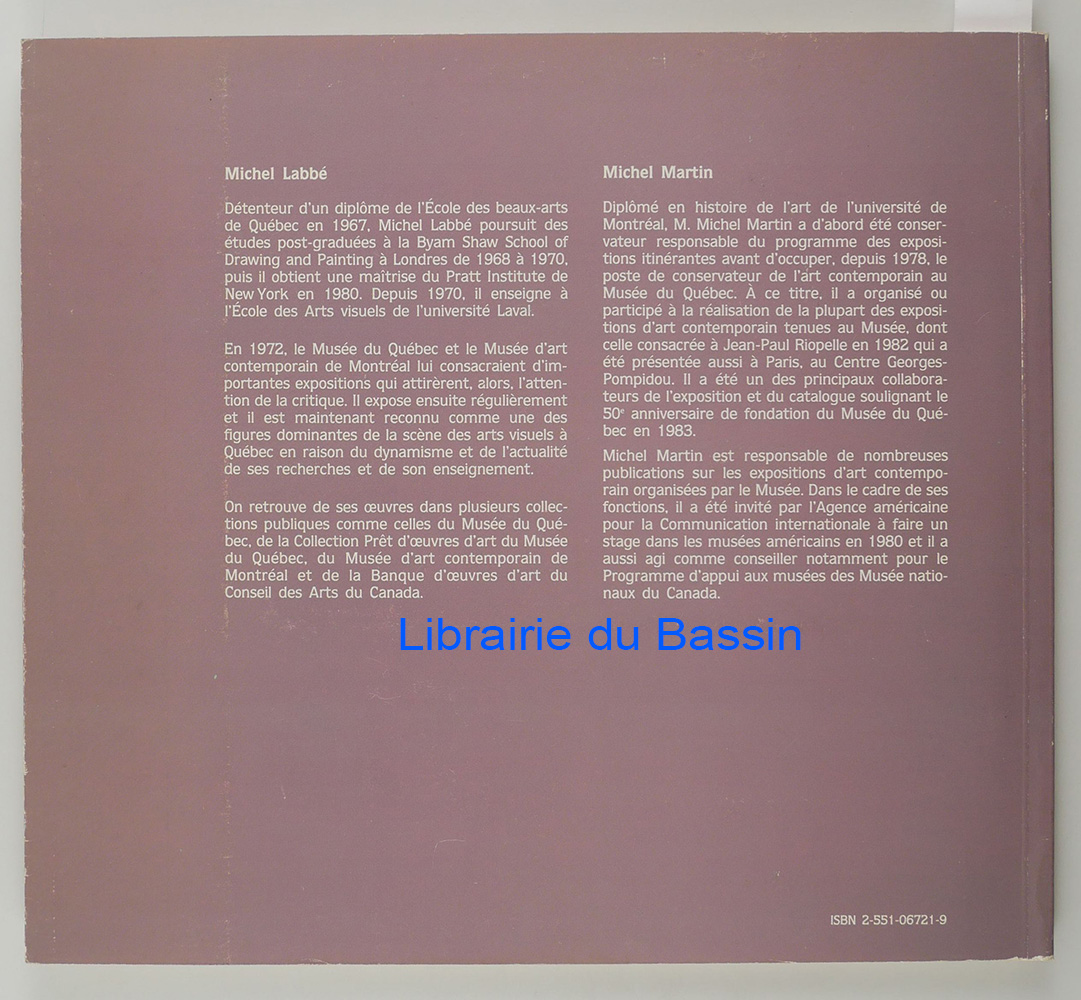 Michel Labbé
Détenteur d'un diplôme de l'École des beaux-arts
de Québec en 1967, Michel Labbé poursuit des
études post-graduées à la Byam Shaw School of
Drawing and Painting à Londres de 1968 à 1970,
puis il obtient une maîtrise du Pratt Institute de
New York en 1980. Depuis 1970, il enseigne à
l'École des Arts visuels de l'université Laval.
En 1972, le Musée du Québec et le Musée d'art
contemporain de Montréal lui consacraient d'im-
portantes expositions qui attirèrent, alors, l'atten-
tion de la critique. Il expose ensuite régulièrement
et il est maintenant reconnu comme une des
figures dominantes de la scène des arts visuels à
Québec en raison du dynamisme et de l'actualité
de ses recherches et de son enseignement.
On retrouve de ses œuvres dans plusieurs collec-
tions publiques comme celles du Musée du Qué-
bec, de la Collection Prêt d'œuvres d'art du Musée
du Québec, du Musée d'art contemporain de
Montréal et de la Banque d'œuvres d'art du
Conseil des Arts du Canada.
Michel Martin
Diplômé en histoire de l'art de l'université de
Montréal, M. Michel Martin a d'abord été conser-
vateur responsable du programme des exposi-
tions itinérantes avant d'occuper, depuis 1978, le
poste de conservateur de l'art contemporain au
Musée du Québec. À ce titre, il a organisé ou
participé à la réalisation de la plupart des exposi-
tions d'art contemporain tenues au Musée, dont
celle consacrée à Jean-Paul Riopelle en 1982 qui a
été présentée aussi à Paris, au Centre Georges-
Pompidou. Il a été un des principaux collabora-
teurs de l'exposition et du catalogue soulignant le
50e anniversaire de fondation du Musée du Qué-
bec en 1983.
Michel Martin est responsable de nombreuses
publications sur les expositions d'art contempo-
rain organisées par le Musée. Dans le cadre de ses
fonctions, il a été invité par l'Agence américaine
pour la Communication internationale à faire un
stage dans les musées américains en 1980 et il a
aussi agi comme conseiller notamment pour le
Programme d'appui aux musées des Musée natio-
naux du Canada.
Librairie du Bassin
ISBN 2-551-06721-9